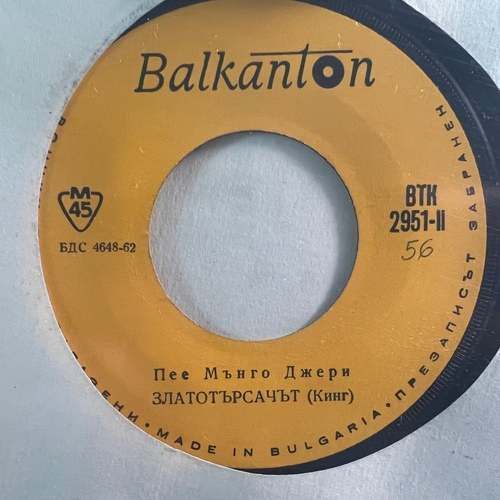 Balkanton
М
45
БДС 4648-62
ВТК
2951-II
56
Пее Мънго Джери
ЗЛАТОТЪРСАЧЪТ (Кинг)
• MADE IN BULGARIA • ПРЕЗАПИСЪТ ЗАБРАНЕН